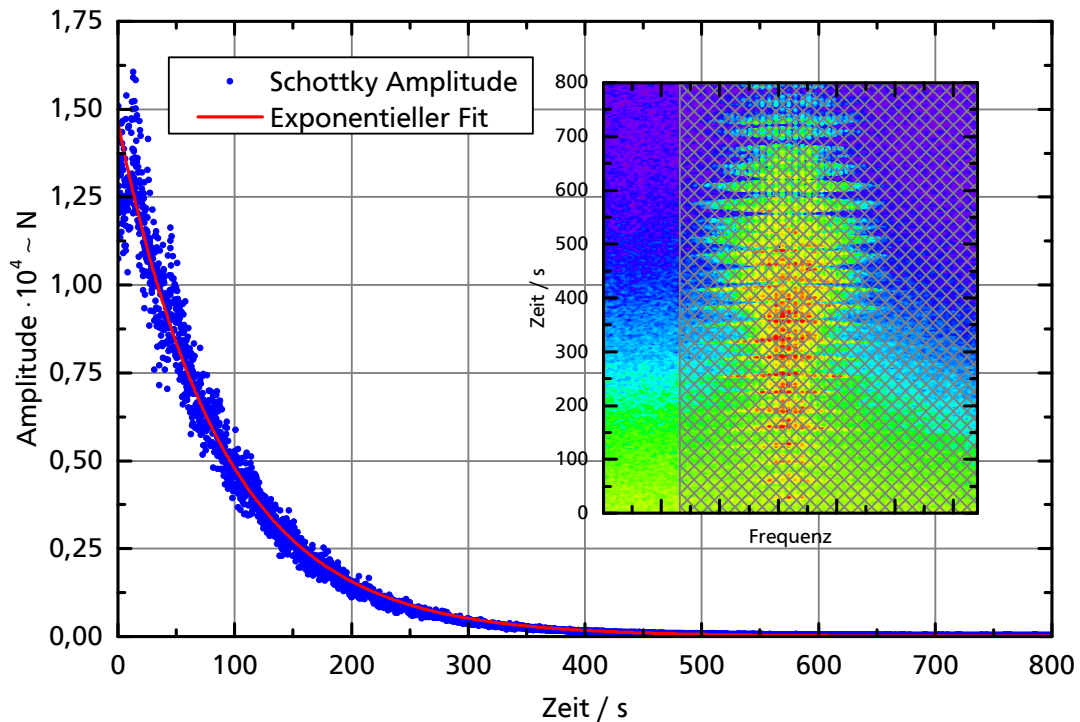 1,75
1,50
1,25
1,00
0,75
0,50
0,25
0,00
Amplitude · 10⁴ ~ N
Schottky Amplitude
Exponentieller Fit
800
700
600
500
400
300
200
100
0
Zeit / s
Frequenz
0 100 200 300 400 500 600 700 800
Zeit / s